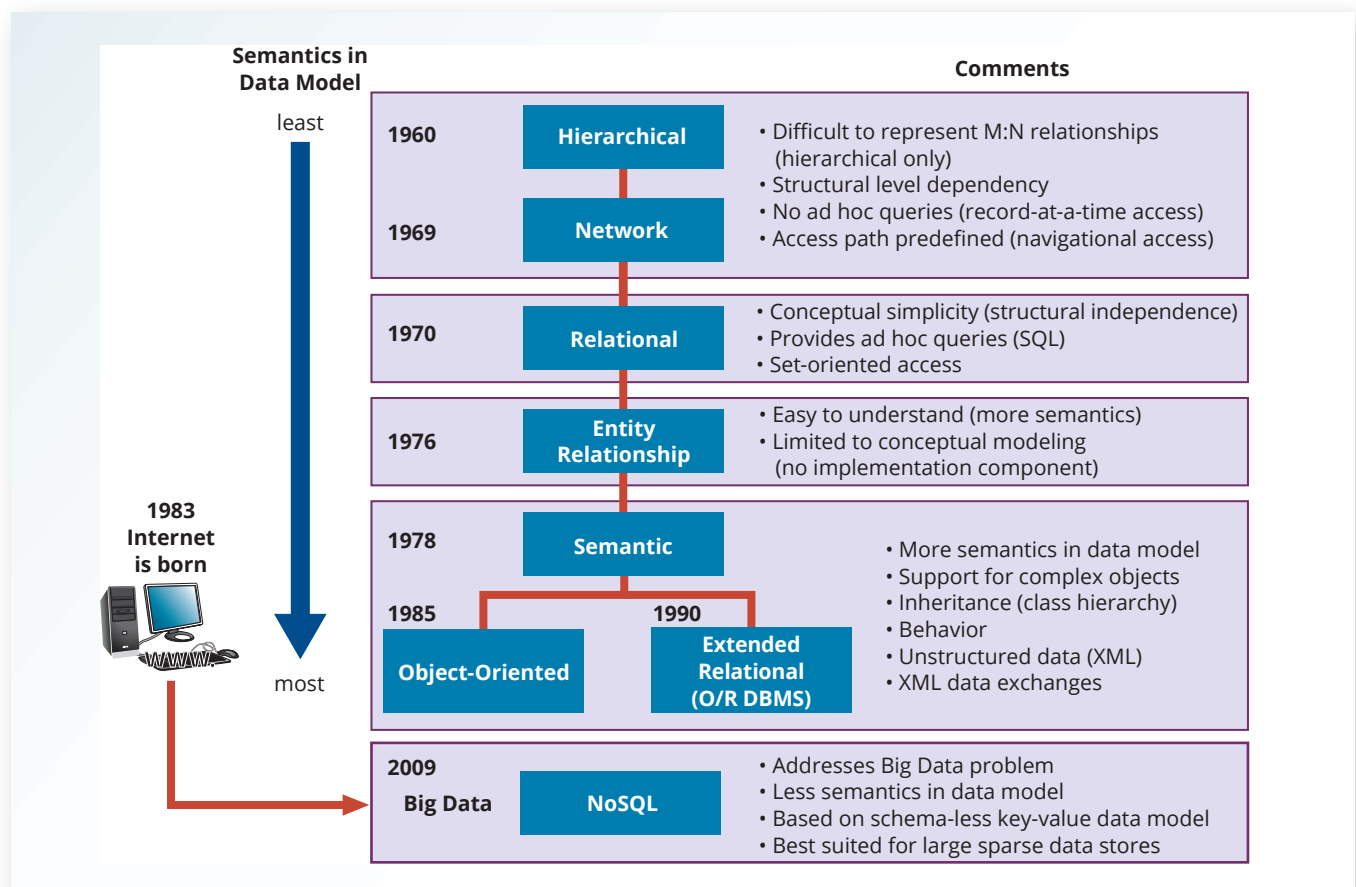 Semantics in
Data Model
Comments
least
1960
Hierarchical
• Difficult to represent M:N relationships
(hierarchical only)
• Structural level dependency
• No ad hoc queries (record-at-a-time access)
• Access path predefined (navigational access)
1969
Network
1970
Relational
• Conceptual simplicity (structural independence)
• Provides ad hoc queries (SQL)
• Set-oriented access
1976
Entity
Relationship
• Easy to understand (more semantics)
• Limited to conceptual modeling
(no implementation component)
1983
Internet
is born
WWW.
most
1978
Semantic
1985
Object-Oriented
1990
Extended
Relational
(O/R DBMS)
• More semantics in data model
• Support for complex objects
• Inheritance (class hierarchy)
• Behavior
• Unstructured data (XML)
• XML data exchanges
2009
Big Data
NoSQL
• Addresses Big Data problem
• Less semantics in data model
• Based on schema-less key-value data model
• Best suited for large sparse data stores